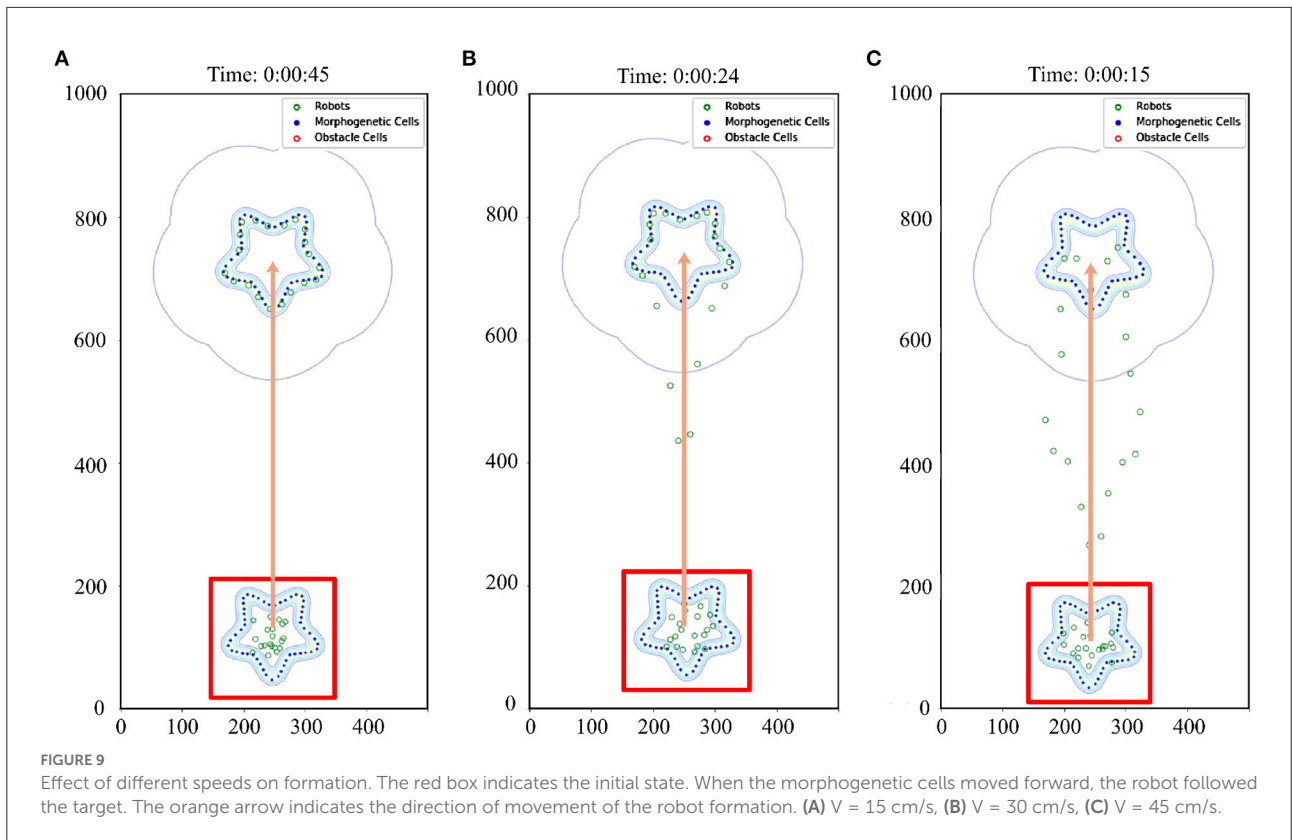 A
Time: 0:00:45
1000
800
600
400
200
0
0 100 200 300 400
Robots
Morphogenetic Cells
Obstacle Cells
B
Time: 0:00:24
1000
800
600
400
200
0
0 100 200 300 400
Robots
Morphogenetic Cells
Obstacle Cells
C
Time: 0:00:15
1000
800
600
400
200
0
0 100 200 300 400
Robots
Morphogenetic Cells
Obstacle Cells
FIGURE 9
Effect of different speeds on formation. The red box indicates the initial state. When the morphogenetic cells moved forward, the robot followed
the target. The orange arrow indicates the direction of movement of the robot formation. (A) V = 15 cm/s, (B) V = 30 cm/s, (C) V = 45 cm/s.